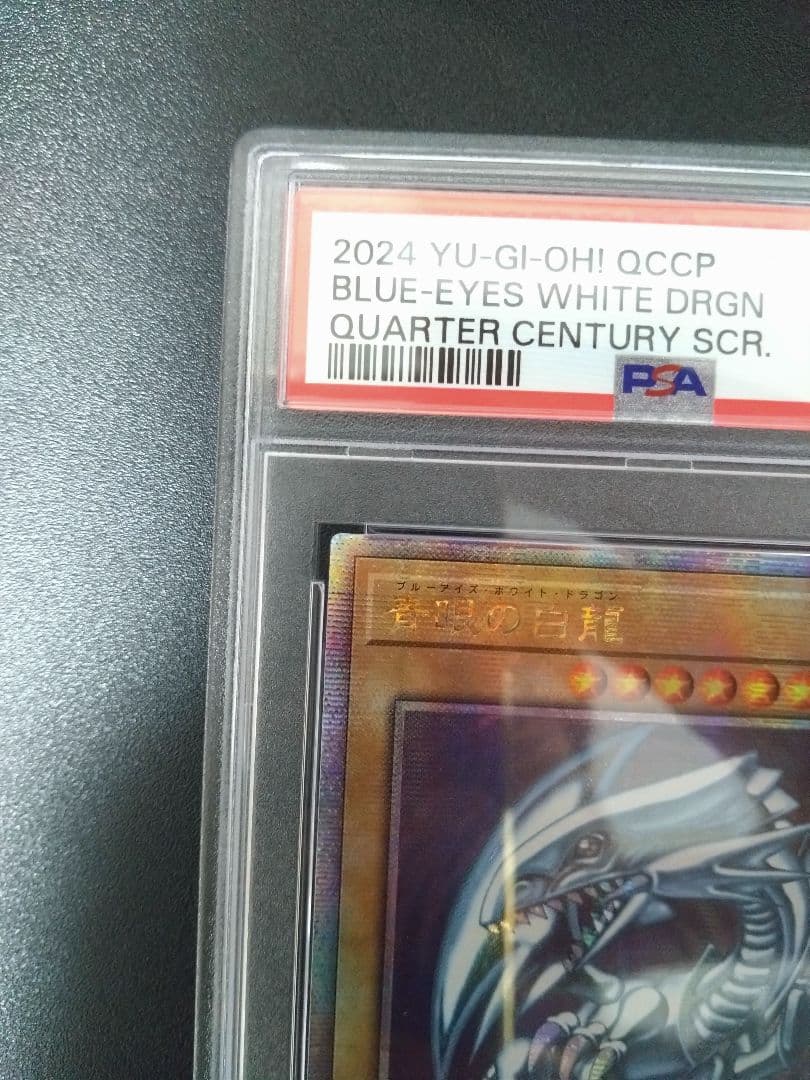 2024 YU-GI-OH! QCCP
BLUE-EYES WHITE DRGN
QUARTER CENTURY SCR.
PSA
ブルーアイズ・ホワイト・ドラゴン
青眼の白龍